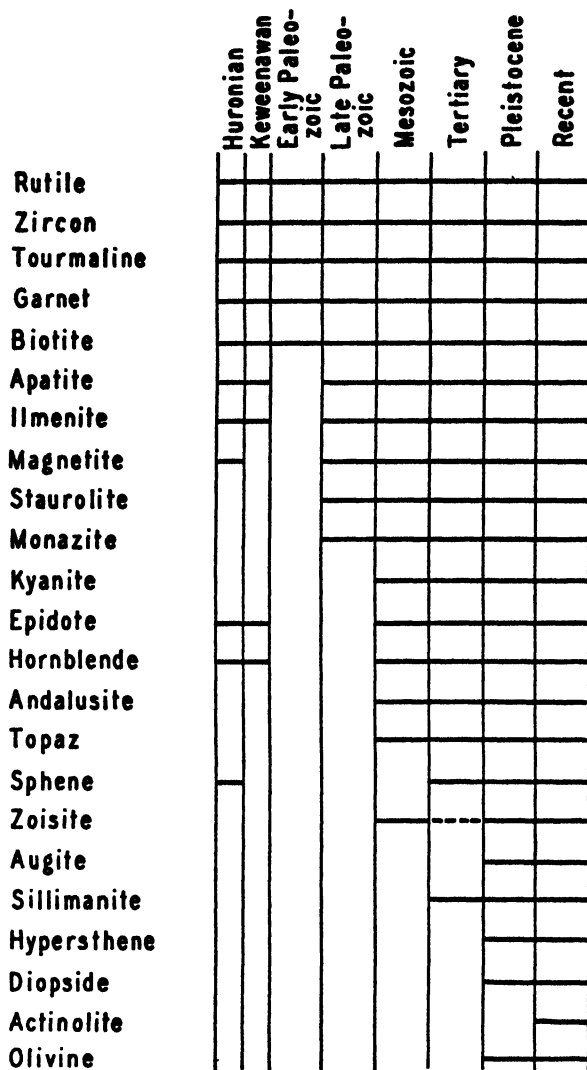 Huronian
Keweenawan
Early Paleo-
zoic
Late Paleo-
zoic
Mesozoic
Tertiary
Pleistocene
Recent
Rutile
Zircon
Tourmaline
Garnet
Biotite
Apatite
Ilmenite
Magnetite
Staurolite
Monazite
Kyanite
Epidote
Hornblende
Andalusite
Topaz
Sphene
Zoisite
Augite
Sillimanite
Hypersthene
Diopside
Actinolite
Olivine